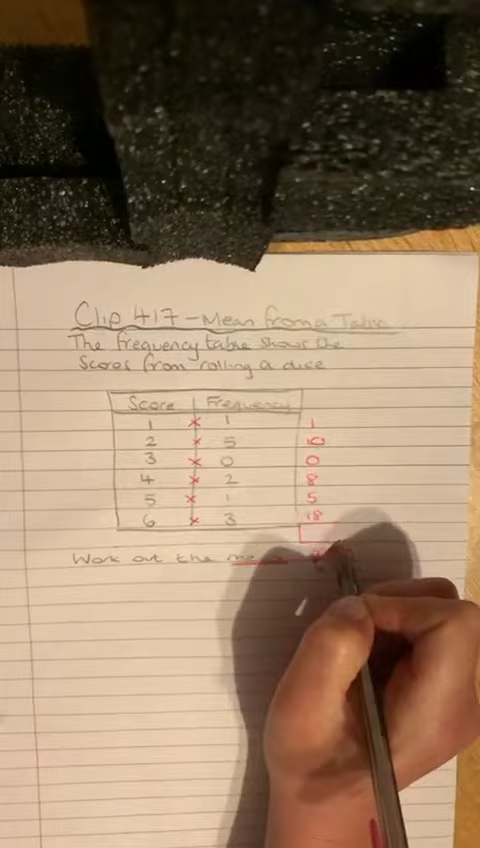 Clip 417 - Mean from a Table
The frequency table shows the
Scores from rolling a dice
Score Frequency
1 × 1 1
2 × 5 10
3 × 0 0
4 × 2 8
5 × 1 5
6 × 3 18
Work out the